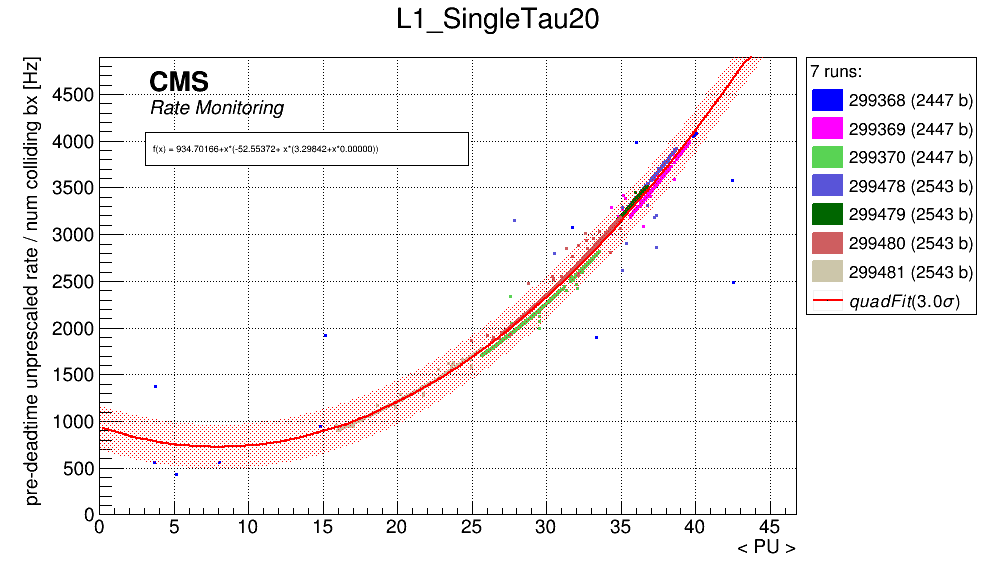 L1_SingleTau20
pre-deadtime unprescaled rate / num colliding bx [Hz]
CMS
Rate Monitoring
f(x) = 934.70166+x*(-52.55372+ x*(3.29842+x*0.00000))
4500
4000
3500
3000
2500
2000
1500
1000
500
0
0 5 10 15 20 25 30 35 40 45
< PU >
7 runs:
299368 (2447 b)
299369 (2447 b)
299370 (2447 b)
299478 (2543 b)
299479 (2543 b)
299480 (2543 b)
299481 (2543 b)
quadFit(3.0σ)